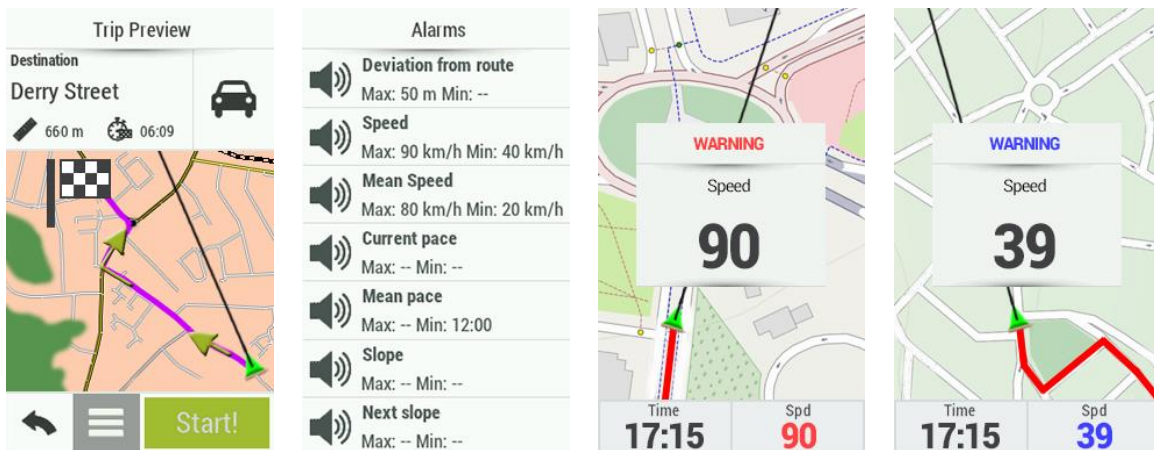 Trip Preview
Destination
Derry Street
660 m 06:09
Start!
Alarms
Deviation from route
Max: 50 m Min: --
Speed
Max: 90 km/h Min: 40 km/h
Mean Speed
Max: 80 km/h Min: 20 km/h
Current pace
Max: -- Min: --
Mean pace
Max: -- Min: 12:00
Slope
Max: -- Min: --
Next slope
Max: -- Min: --
WARNING
Speed
90
Time Spd
17:15 90
WARNING
Speed
39
Time Spd
17:15 39